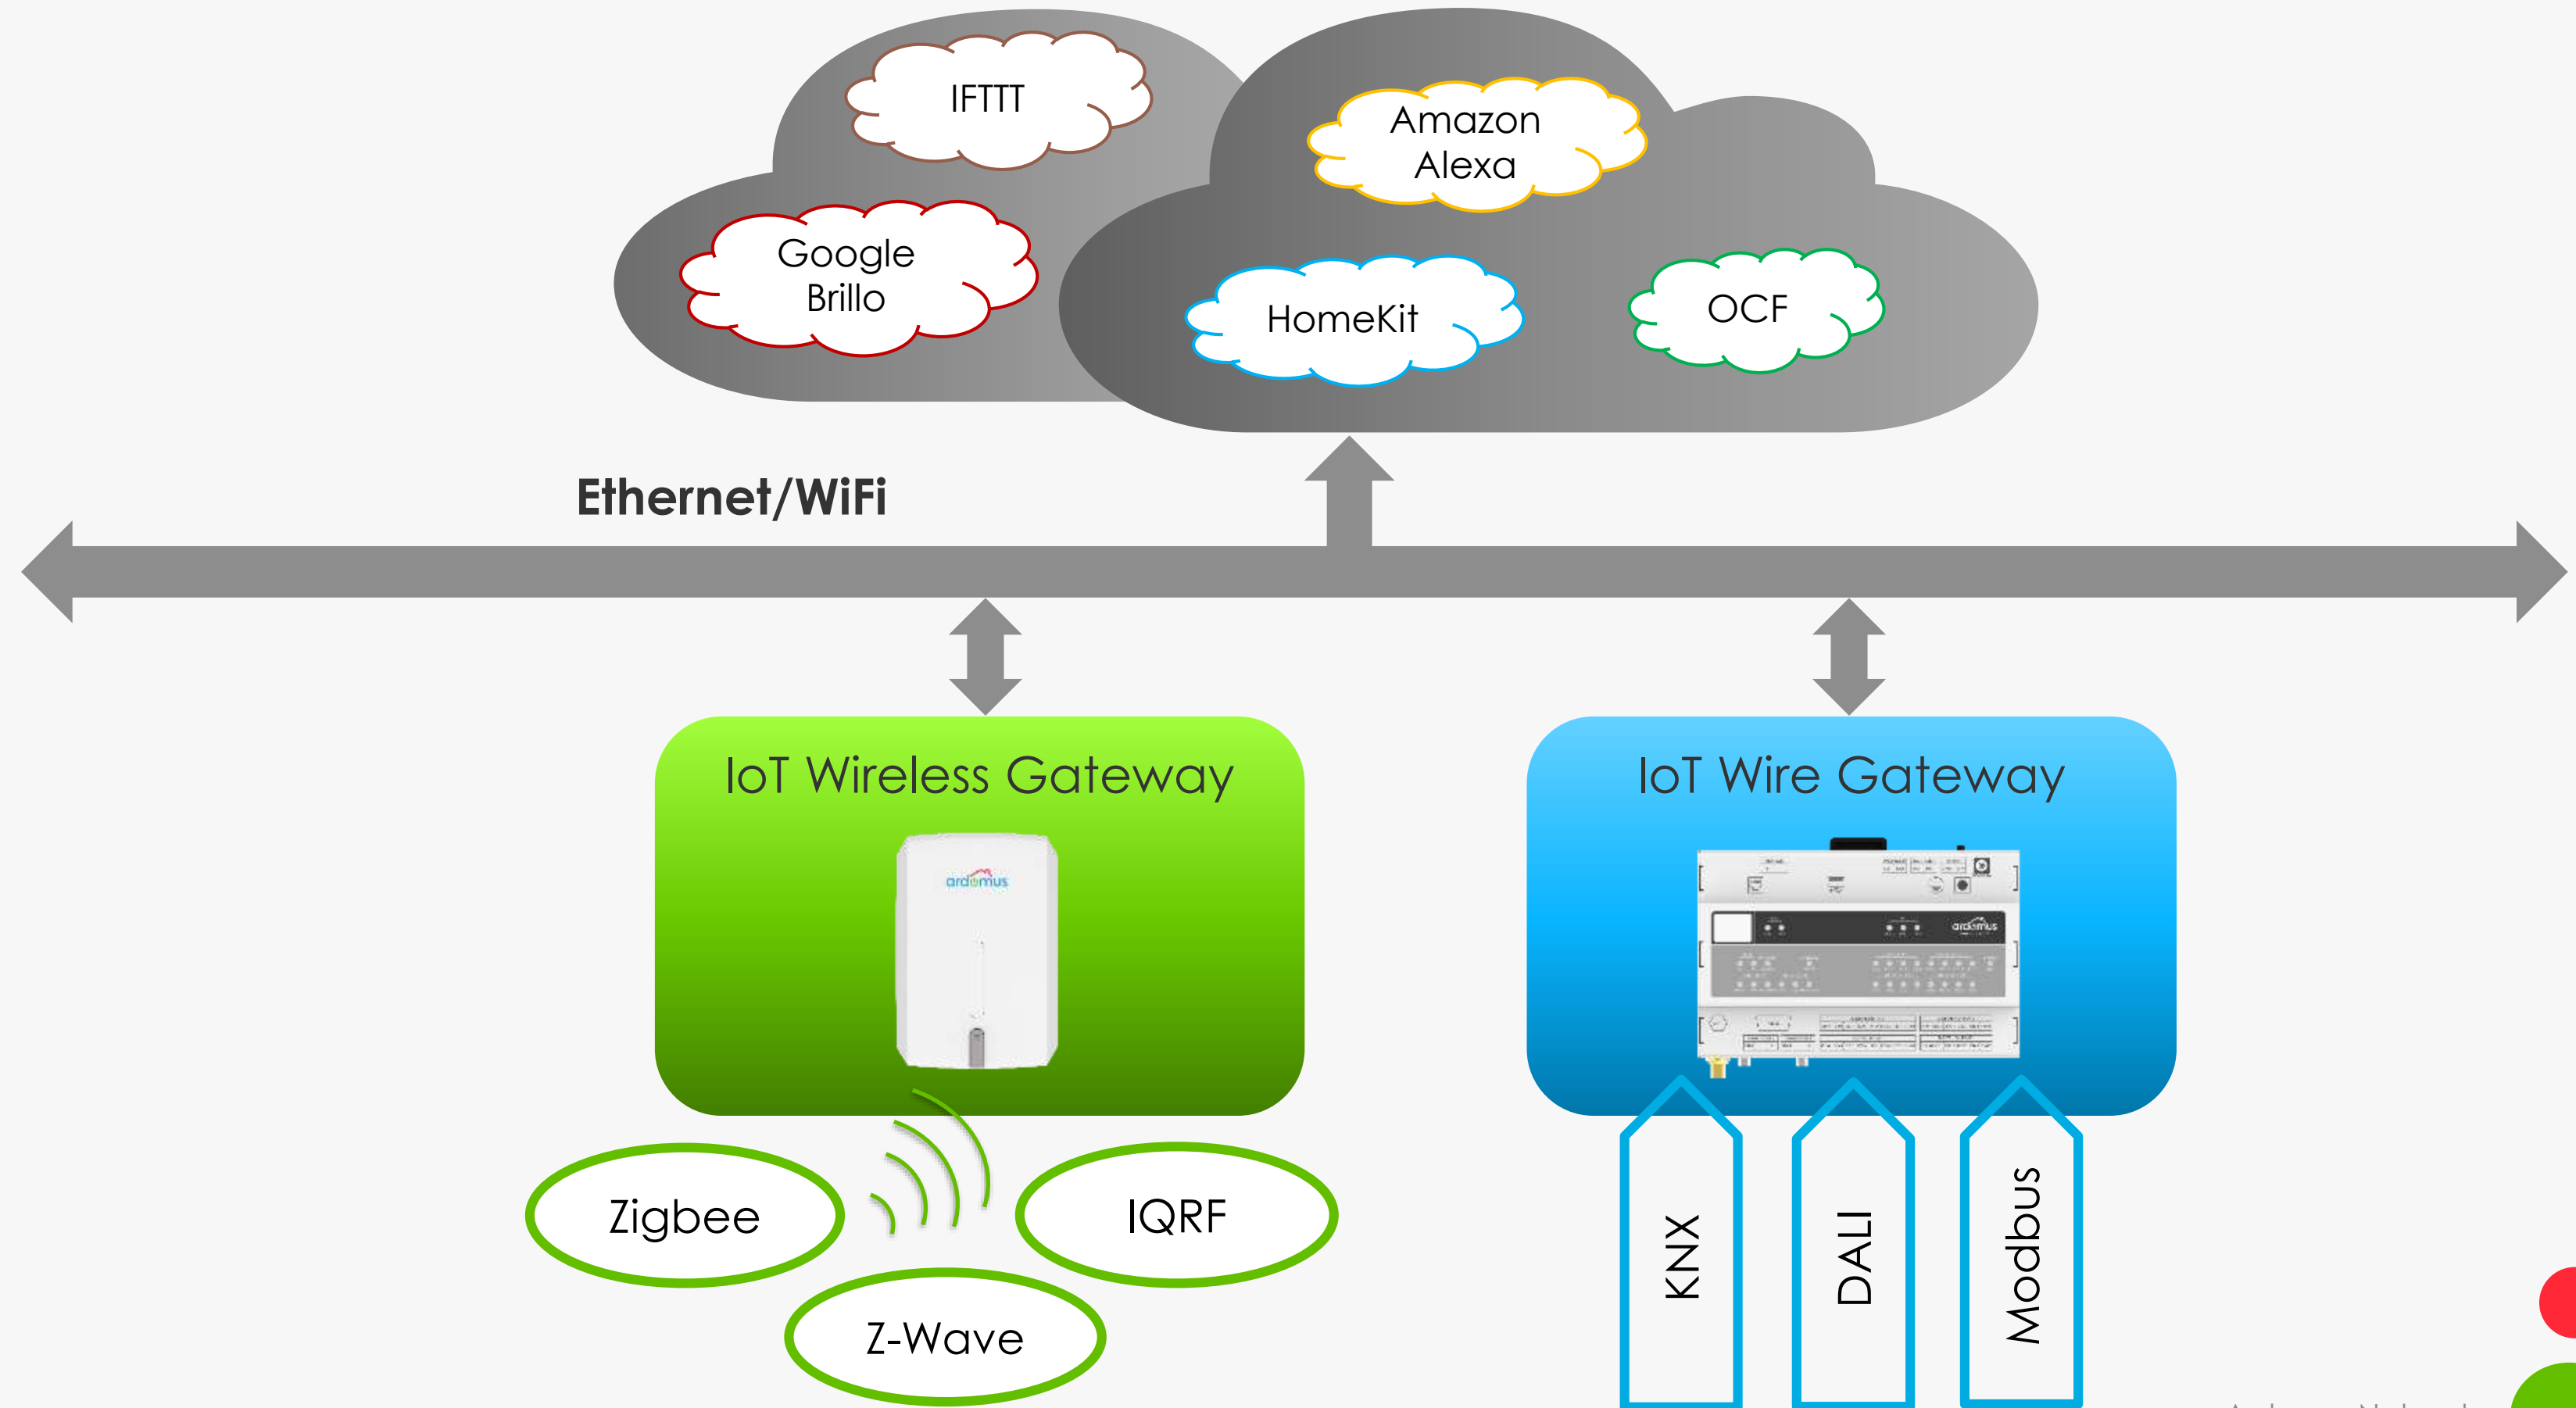 IFTTT
Amazon
Alexa
Google
Brillo
HomeKit
OCF
Ethernet/WiFi
IoT Wireless Gateway
IoT Wire Gateway
ardomus
ardomus
Zigbee
IQRF
Z-Wave
KNX
DALI
Modbus